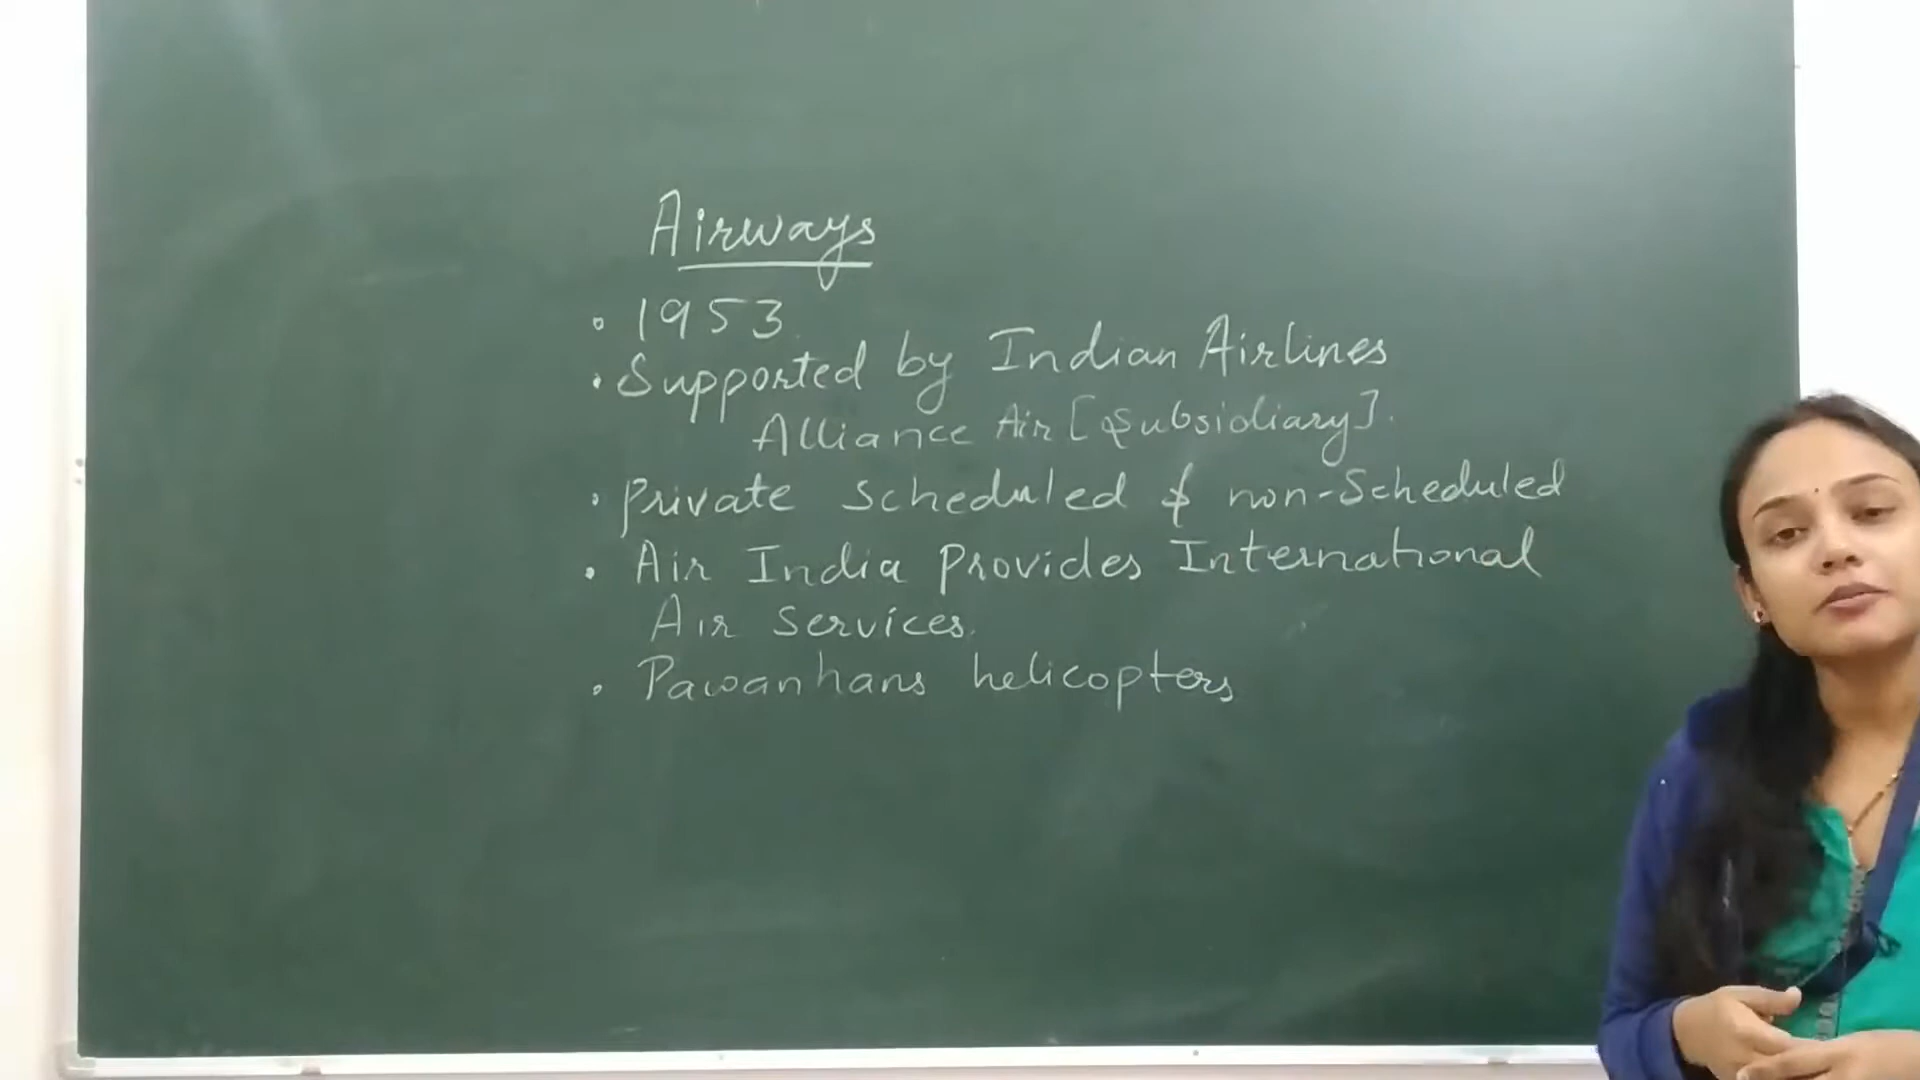 Airways
• 1953
• Supported by Indian Airlines
Alliance Air [Subsidiary].
• Private Scheduled & non-Scheduled
• Air India Provides International
Air Services.
• Pawanhans helicopters